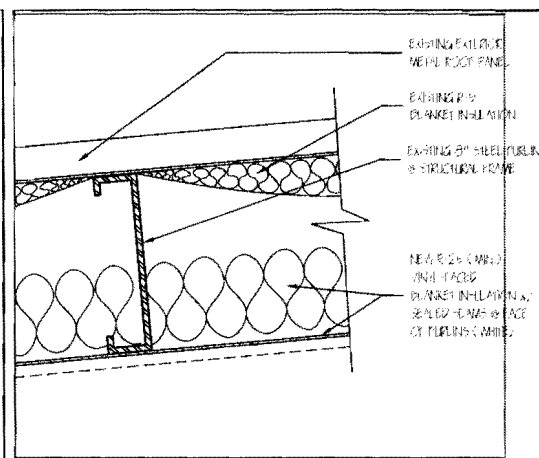 EXISTING EXTERIOR
METAL ROOF PANEL
EXISTING R-9
BLANKET INSULATION
EXISTING 8" STEEL PURLIN
@ STRUCTURAL FRAME
NEW R-25 (MIN.)
VINYL FACED
BLANKET INSULATION w/
SEALED SEAMS @ FACE
OF PURLINS (WHITE)